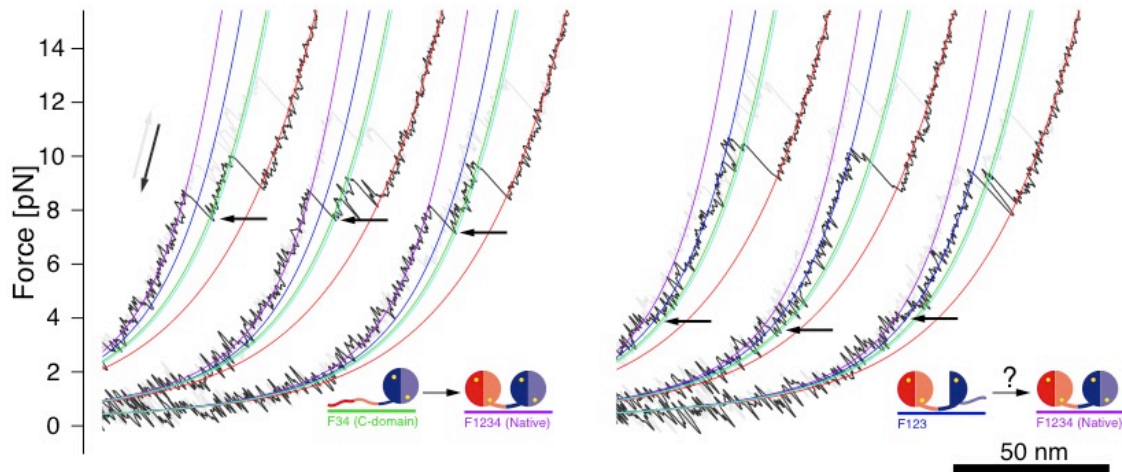 Force [pN]
14
12
10
8
6
4
2
0
F34 (C-domain)
F1234 (Native)
F123
?
F1234 (Native)
50 nm